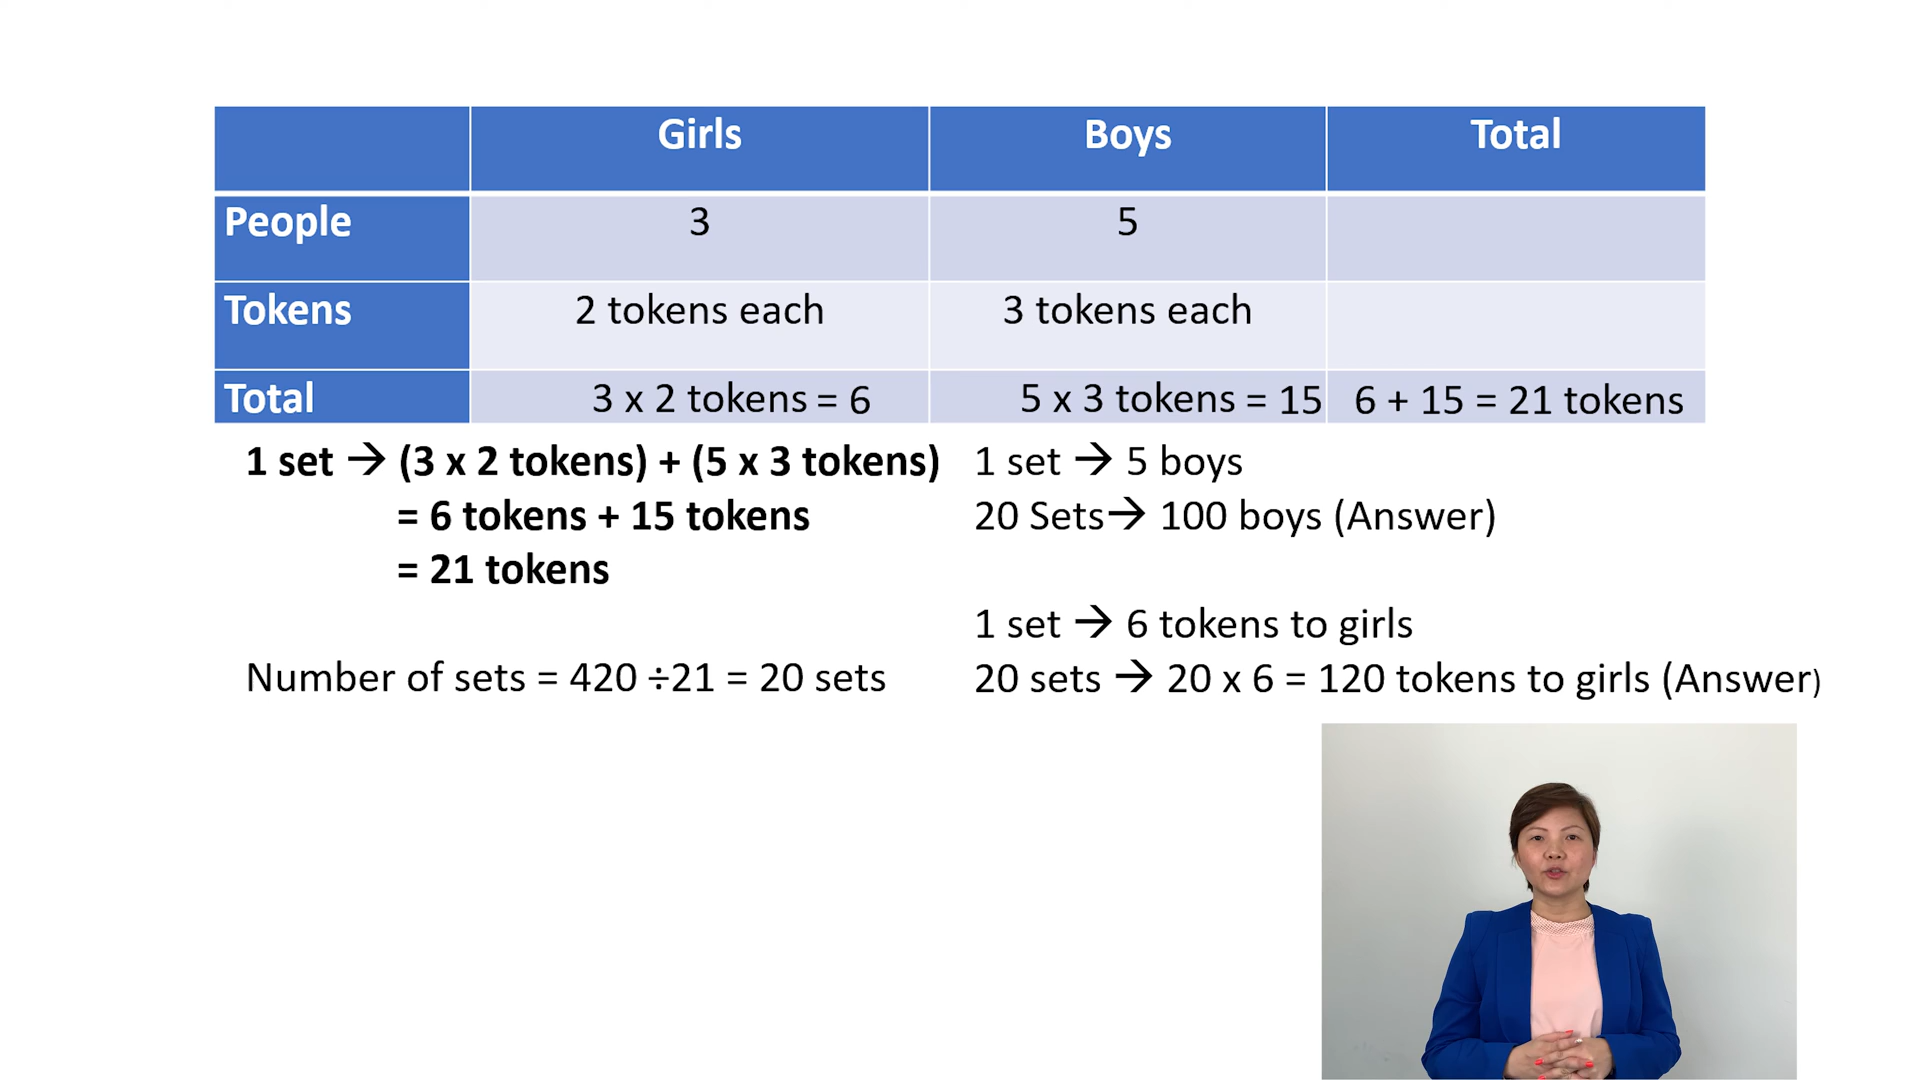 Girls Boys Total
People 3 5
Tokens 2 tokens each 3 tokens each
Total 3 x 2 tokens = 6 5 x 3 tokens = 15 6 + 15 = 21 tokens
1 set → (3 x 2 tokens) + (5 x 3 tokens)
= 6 tokens + 15 tokens
= 21 tokens
Number of sets = 420 ÷21 = 20 sets
1 set → 5 boys
20 Sets→ 100 boys (Answer)
1 set → 6 tokens to girls
20 sets → 20 x 6 = 120 tokens to girls (Answer)